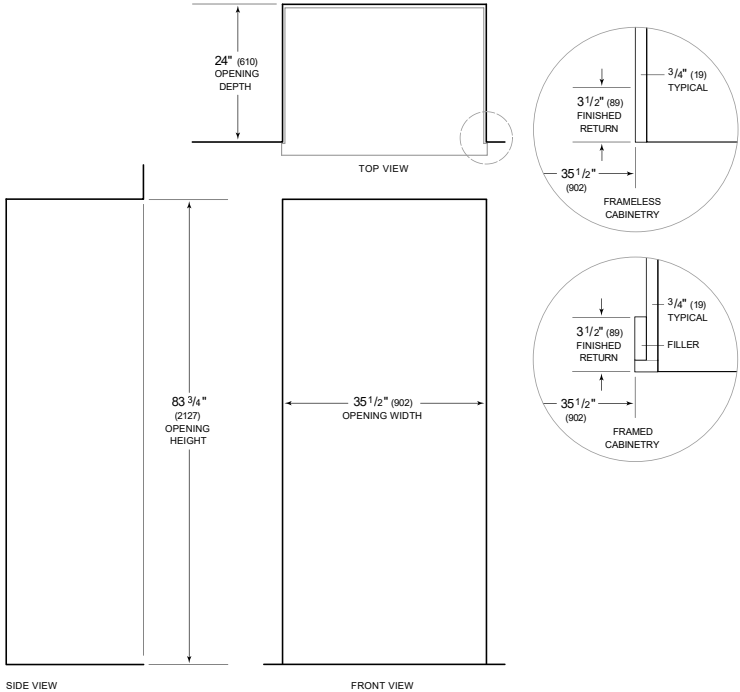 24" (610)
OPENING
DEPTH
TOP VIEW
3/4" (19)
TYPICAL
3 1/2" (89)
FINISHED
RETURN
35 1/2"
(902)
FRAMELESS
CABINETRY
3/4" (19)
TYPICAL
3 1/2" (89)
FINISHED
RETURN
FILLER
35 1/2"
(902)
FRAMED
CABINETRY
83 3/4"
(2127)
OPENING
HEIGHT
35 1/2" (902)
OPENING WIDTH
SIDE VIEW
FRONT VIEW